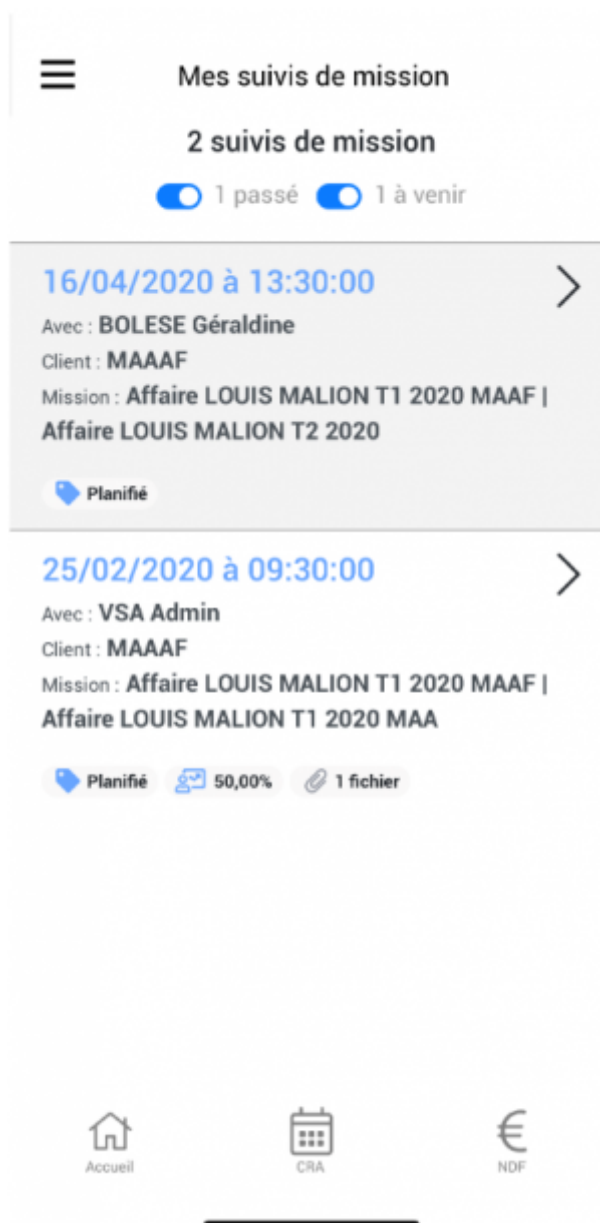 Mes suivis de mission
2 suivis de mission
1 passé 1 à venir
16/04/2020 à 13:30:00
Avec : BOLESE Géraldine
Client : MAAAF
Mission : Affaire LOUIS MALION T1 2020 MAAF |
Affaire LOUIS MALION T2 2020
Planifié
25/02/2020 à 09:30:00
Avec : VSA Admin
Client : MAAAF
Mission : Affaire LOUIS MALION T1 2020 MAAF |
Affaire LOUIS MALION T1 2020 MAA
Planifié 50,00% 1 fichier
Accueil CRA NDF